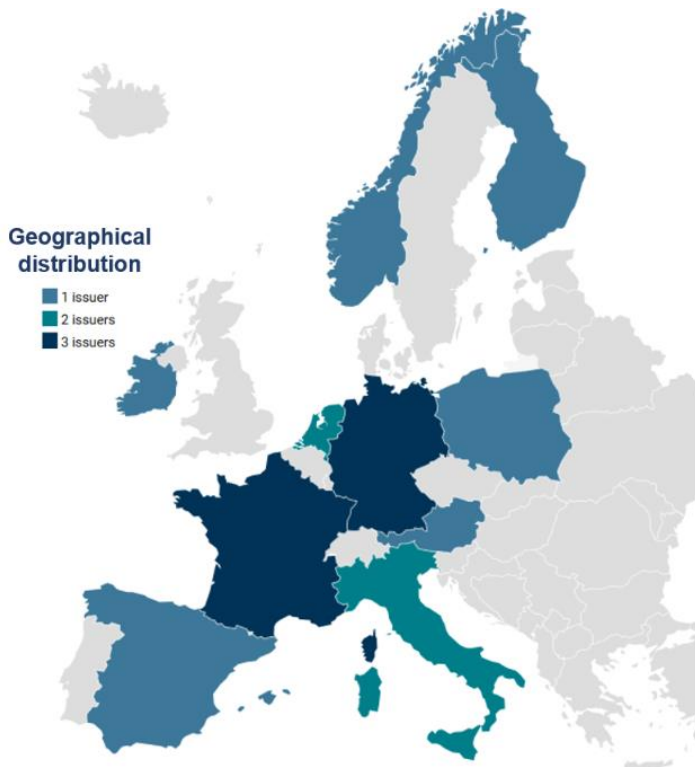 Geographical
distribution
1 issuer
2 issuers
3 issuers